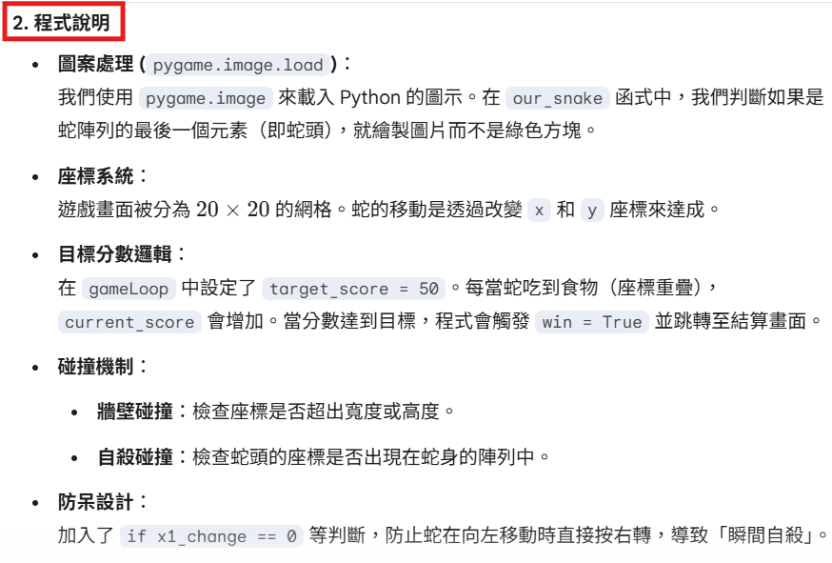 2. 程式說明
• 圖案處理 ( pygame.image.load )：
我們使用 pygame.image 來載入 Python 的圖示。在 our_snake 函式中，我們判斷如果是
蛇陣列的最後一個元素（即蛇頭），就繪製圖片而不是綠色方塊。
• 座標系統：
遊戲畫面被分為 20 × 20 的網格。蛇的移動是透過改變 x 和 y 座標來達成。
• 目標分數邏輯：
在 gameLoop 中設定了 target_score = 50 。每當蛇吃到食物（座標重疊），
current_score 會增加。當分數達到目標，程式會觸發 win = True 並跳轉至結算畫面。
• 碰撞機制：
• 牆壁碰撞：檢查座標是否超出寬度或高度。
• 自殺碰撞：檢查蛇頭的座標是否出現在蛇身的陣列中。
• 防呆設計：
加入了 if x1_change == 0 等判斷，防止蛇在向左移動時直接按右轉，導致「瞬間自殺」。